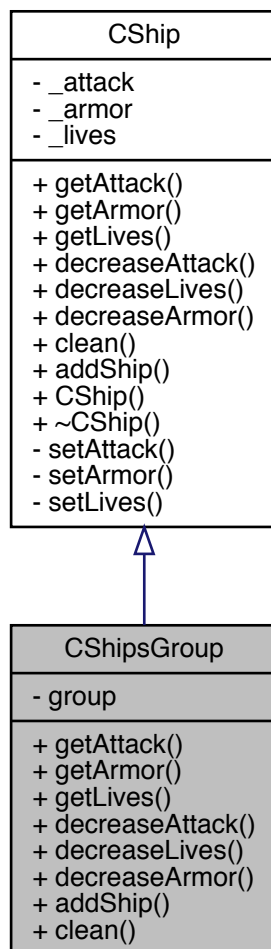 CShip
- _attack
- _armor
- _lives
+ getAttack()
+ getArmor()
+ getLives()
+ decreaseAttack()
+ decreaseLives()
+ decreaseArmor()
+ clean()
+ addShip()
+ CShip()
+ ~CShip()
- setAttack()
- setArmor()
- setLives()
CShipsGroup
- group
+ getAttack()
+ getArmor()
+ getLives()
+ decreaseAttack()
+ decreaseLives()
+ decreaseArmor()
+ addShip()
+ clean()